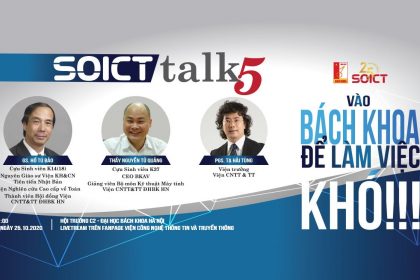 SOICT talk 5
SOICT
VÀO
BÁCH KHOA
ĐỂ LÀM VIỆC
KHÓ!!!
GS. HỒ TÚ BẢO
Cựu Sinh viên K14(I81)
Nguyên Giáo sư Viện KH&CN
Tiên tiến Nhật Bản
Viện Nghiên cứu Cao cấp về Toán
Thành viên Hội đồng Viện
CNTT&TT ĐHBK HN
THẦY NGUYỄN TỬ QUẢNG
Cựu Sinh viên K37
CEO BKAV
Giảng viên Bộ môn Kỹ thuật Máy tính
Viện CNTT&TT ĐHBK HN
PGS. TẠ HẢI TÙNG
Viện trưởng
Viện CNTT & TT
HỘI TRƯỜNG C2 - ĐẠI HỌC BÁCH KHOA HÀ NỘI
LIVESTREAM TRÊN FANPAGE VIỆN CÔNG NGHỆ THÔNG TIN VÀ TRUYỀN THÔNG